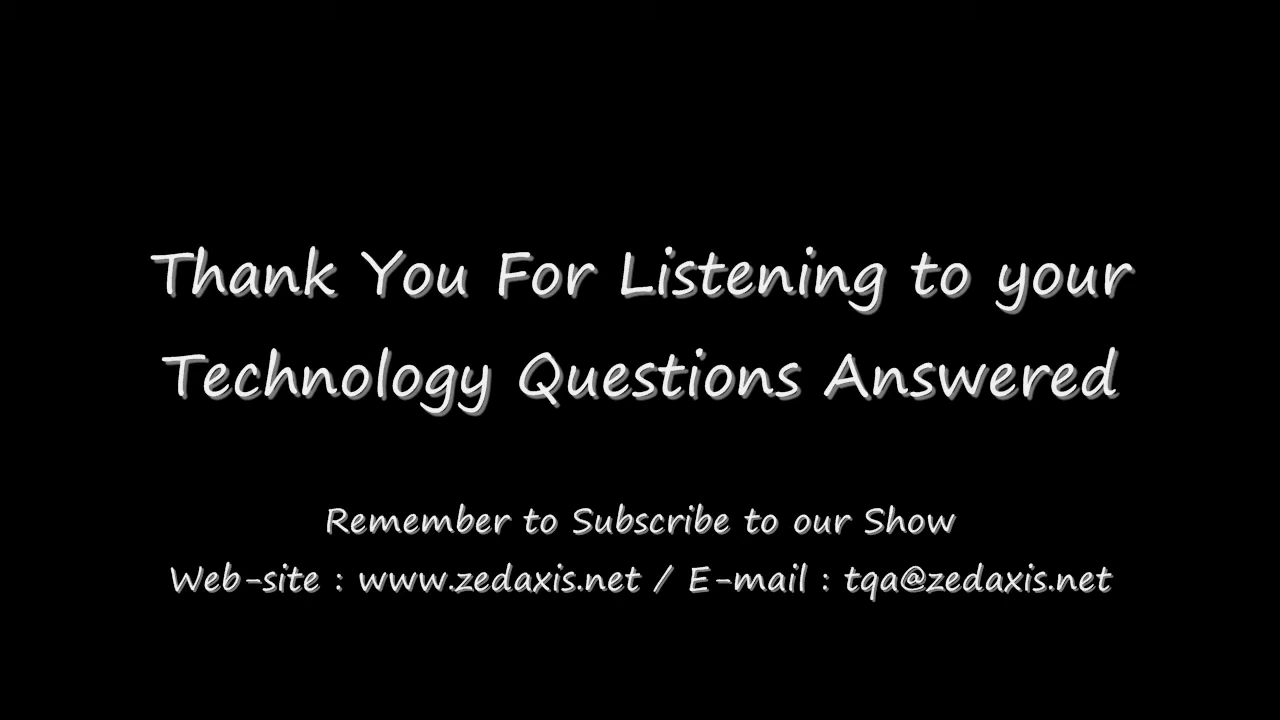 Thank You For Listening to your
Technology Questions Answered
Remember to Subscribe to our Show
Web-site : www.zedaxis.net / E-mail : tqa@zedaxis.net